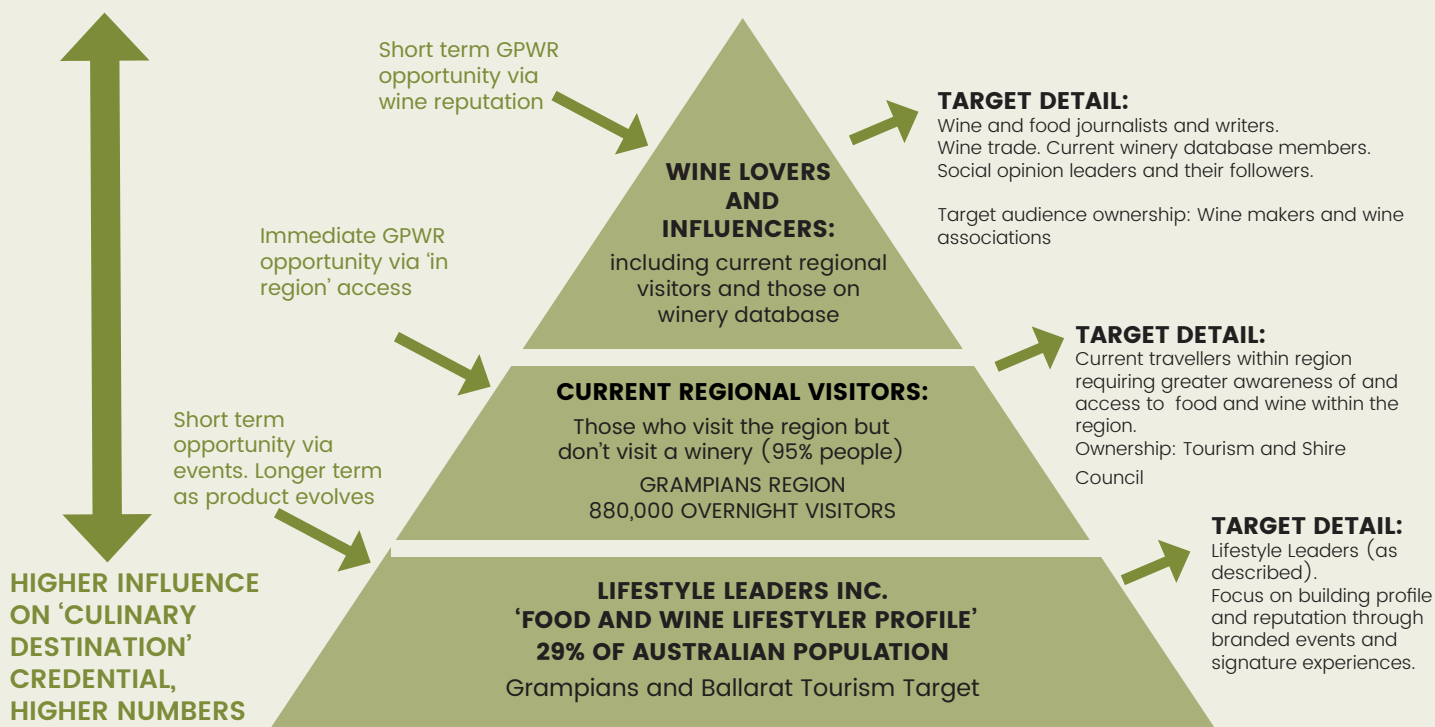 Short term GPWR
opportunity via
wine reputation
TARGET DETAIL:
Wine and food journalists and writers.
Wine trade. Current winery database members.
Social opinion leaders and their followers.
Target audience ownership: Wine makers and wine
associations
WINE LOVERS
AND
INFLUENCERS:
including current regional
visitors and those on
winery database
Immediate GPWR
opportunity via ‘in
region’ access
TARGET DETAIL:
Current travellers within region
requiring greater awareness of and
access to food and wine within the
region.
Ownership: Tourism and Shire
Council
CURRENT REGIONAL VISITORS:
Those who visit the region but
don’t visit a winery (95% people)
GRAMPIANS REGION
880,000 OVERNIGHT VISITORS
Short term
opportunity via
events. Longer term
as product evolves
TARGET DETAIL:
Lifestyle Leaders (as
described).
Focus on building profile
and reputation through
branded events and
signature experiences.
LIFESTYLE LEADERS INC.
‘FOOD AND WINE LIFESTYLER PROFILE’
29% OF AUSTRALIAN POPULATION
Grampians and Ballarat Tourism Target
HIGHER INFLUENCE
ON ‘CULINARY
DESTINATION’
CREDENTIAL,
HIGHER NUMBERS